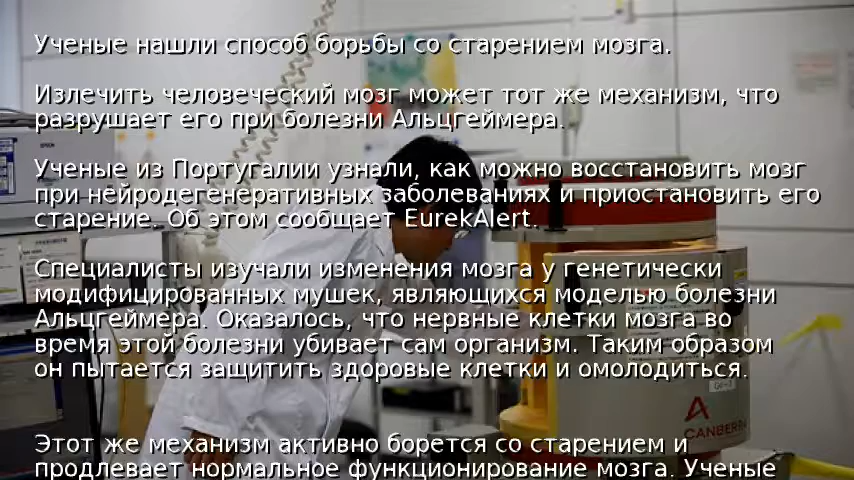 Ученые нашли способ борьбы со старением мозга.
Излечить человеческий мозг может тот же механизм, что
разрушает его при болезни Альцгеймера.
Ученые из Португалии узнали, как можно восстановить мозг
при нейродегенеративных заболеваниях и приостановить его
старение. Об этом сообщает EurekAlert.
Специалисты изучали изменения мозга у генетически
модифицированных мушек, являющихся моделью болезни
Альцгеймера. Оказалось, что нервные клетки мозга во
время этой болезни убивает сам организм. Таким образом
он пытается защитить здоровые клетки и омолодиться.
CANBERRA
Этот же механизм активно борется со старением и
продлевает нормальное функционирование мозга. Ученые